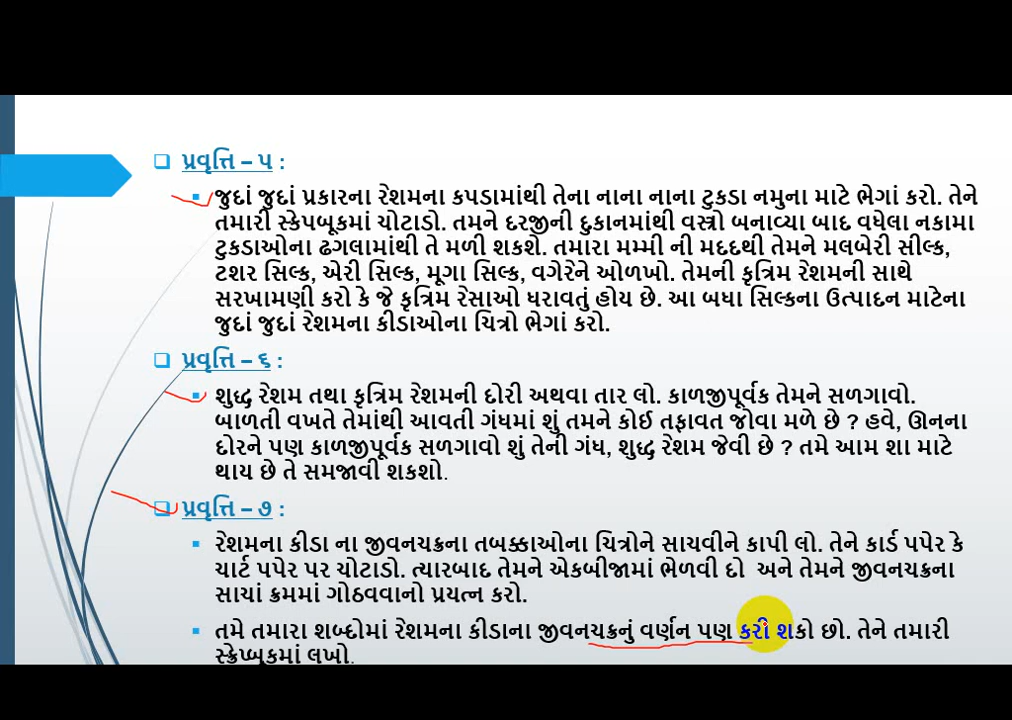 પ્રવૃત્તિ – ૫ :
જુદાં જુદાં પ્રકારના રેશમના કપડામાંથી તેના નાના નાના ટુકડા નમુના માટે ભેગાં કરો. તેને
તમારી સ્ક્રેપબૂકમાં ચોટાડો. તમને દરજીની દુકાનમાંથી વસ્ત્રો બનાવ્યા બાદ વધેલા નકામા
ટુકડાઓના ઢગલામાંથી તે મળી શકશે. તમારા મમ્મી ની મદદથી તેમને મલબેરી સીલ્ક,
ટશર સિલ્ક, એરી સિલ્ક, મૂગા સિલ્ક, વગેરેને ઓળખો. તેમની કૃત્રિમ રેશમની સાથે
સરખામણી કરો કે જે કૃત્રિમ રેસાઓ ધરાવતું હોય છે. આ બધા સિલ્કના ઉત્પાદન માટેના
જુદાં જુદાં રેશમના કીડાઓના ચિત્રો ભેગાં કરો.
પ્રવૃત્તિ – ૬ :
શુદ્ધ રેશમ તથા કૃત્રિમ રેશમની દોરી અથવા તાર લો. કાળજીપૂર્વક તેમને સળગાવો.
બાળતી વખતે તેમાંથી આવતી ગંધમાં શું તમને કોઈ તફાવત જોવા મળે છે ? હવે, ઊનના
દોરને પણ કાળજીપૂર્વક સળગાવો શું તેની ગંધ, શુદ્ધ રેશમ જેવી છે ? તમે આમ શા માટે
થાય છે તે સમજાવી શકશો.
પ્રવૃત્તિ – ૭ :
રેશમના કીડા ના જીવનચક્રના તબક્કાઓના ચિત્રોને સાચવીને કાપી લો. તેને કાર્ડ પપેર કે
ચાર્ટ પપેર પર ચોટાડો. ત્યારબાદ તેમને એકબીજામાં ભેળવી દો અને તેમને જીવનચક્રના
સાચાં ક્રમમાં ગોઠવવાનો પ્રયત્ન કરો.
તમે તમારા શબ્દોમાં રેશમના કીડાના જીવનચક્રનું વર્ણન પણ કરી શકો છો. તેને તમારી
સ્ક્રેપ્બૂકમાં લખો.